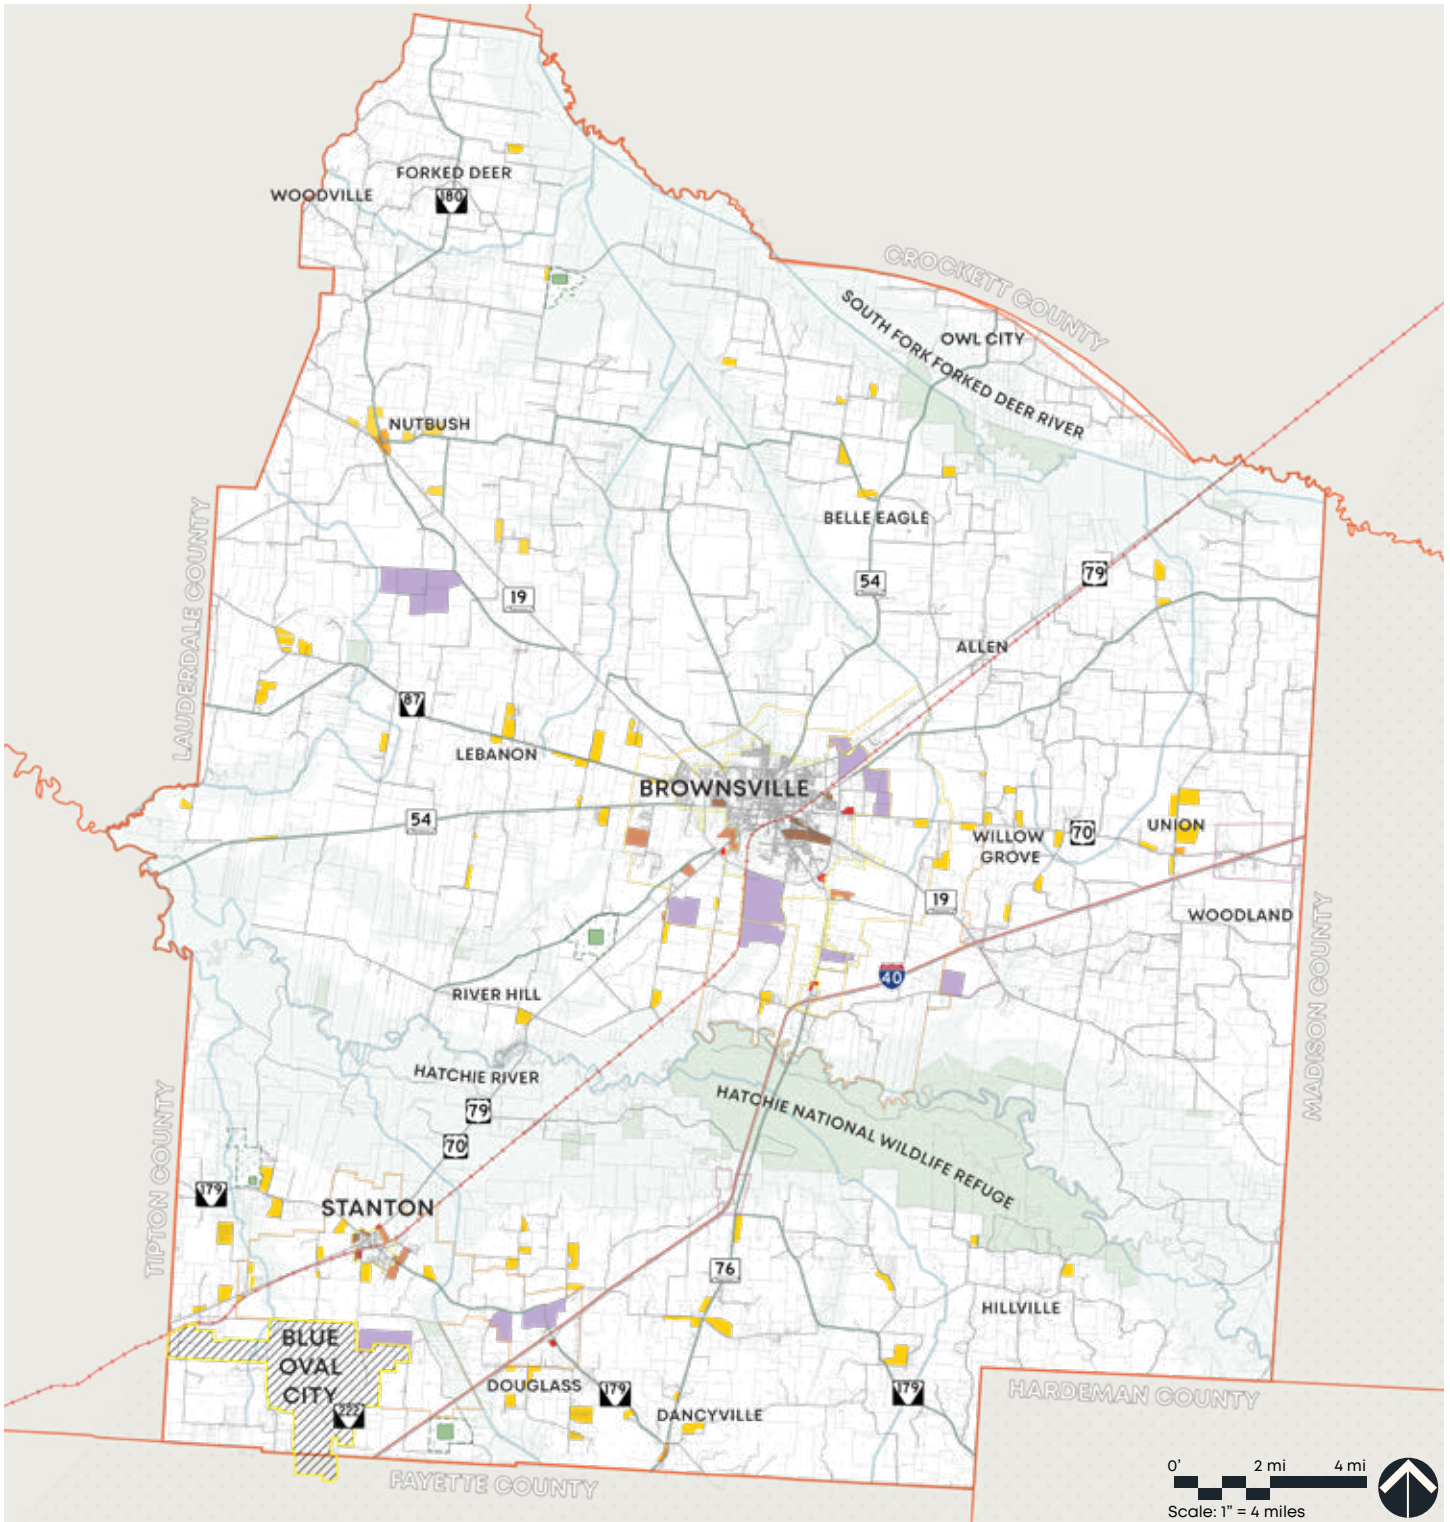 FORKED DEER
WOODVILLE
180
CROCKETT COUNTY
SOUTH FORK FORKED DEER RIVER
OWL CITY
NUTBUSH
BELLE EAGLE
LAUDERDALE COUNTY
79
54
19
ALLEN
87
LEBANON
BROWNSVILLE
54
WILLOW
GROVE
70
UNION
19
WOODLAND
40
RIVER HILL
MADISON COUNTY
HATCHIE RIVER
79
70
HATCHIE NATIONAL WILDLIFE REFUGE
TIPTON COUNTY
179
STANTON
76
HILLVILLE
BLUE
OVAL
CITY
222
DOUGLASS
179
DANCYVILLE
179
HARDEMAN COUNTY
FAYETTE COUNTY
0' 2 mi 4 mi
Scale: 1" = 4 miles